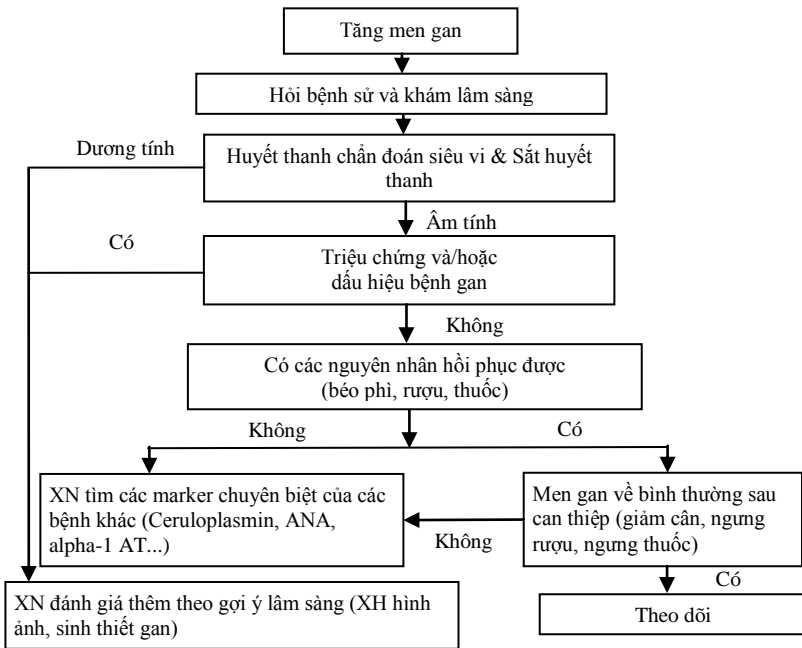 Tăng men gan
Hỏi bệnh sử và khám lâm sàng
Dương tính
Huyết thanh chẩn đoán siêu vi & Sắt huyết
thanh
Âm tính
Có
Triệu chứng và/hoặc
dấu hiệu bệnh gan
Không
Có các nguyên nhân hồi phục được
(béo phì, rượu, thuốc)
Không
Có
XN tìm các marker chuyên biệt của các
bệnh khác (Ceruloplasmin, ANA,
alpha-1 AT...)
Men gan về bình thường sau
can thiệp (giảm cân, ngưng
rượu, ngưng thuốc)
Không
Có
XN đánh giá thêm theo gợi ý lâm sàng (XH hình
ảnh, sinh thiết gan)
Theo dõi